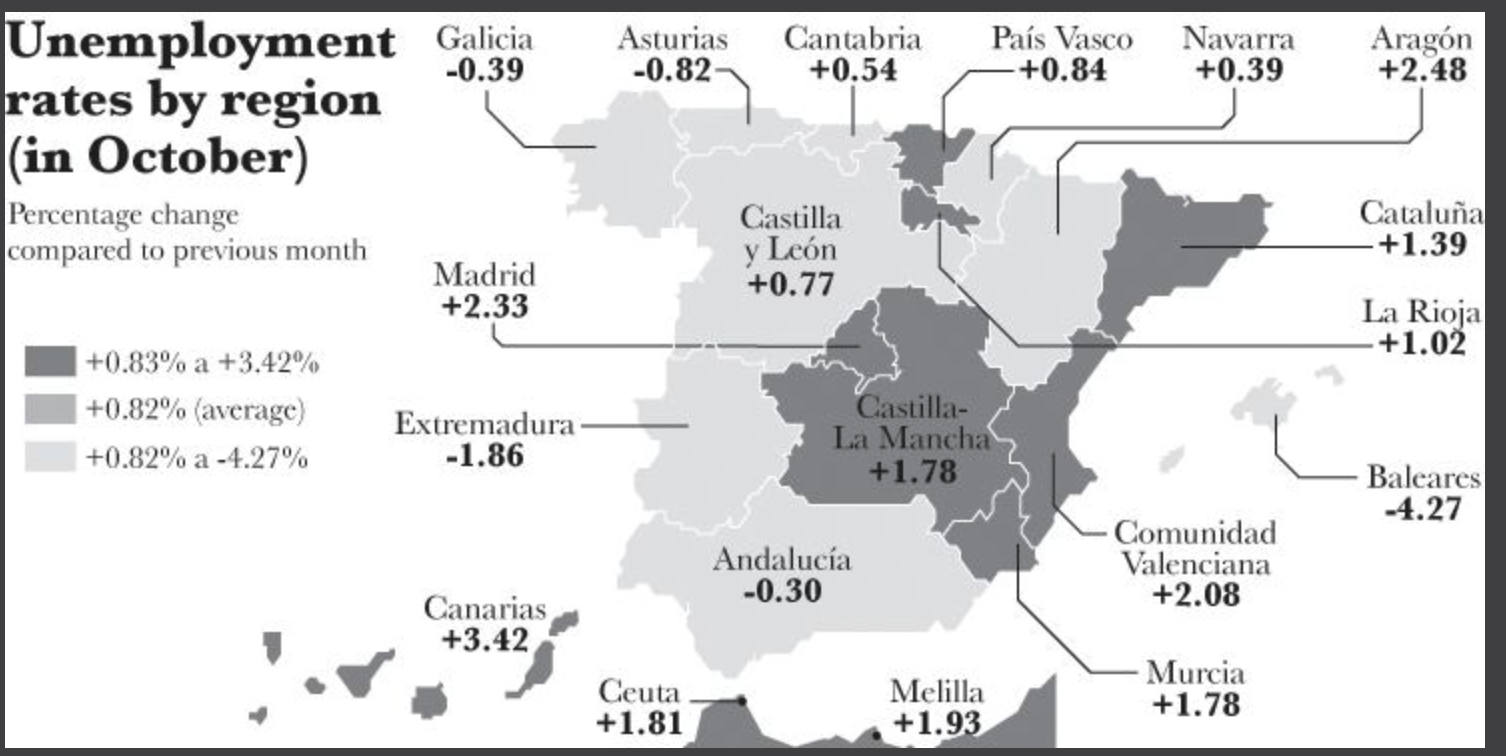 Unemployment
rates by region
(in October)
Percentage change
compared to previous month
+0.83% a +3.42%
+0.82% (average)
+0.82% a -4.27%
Galicia
-0.39
Asturias
-0.82
Cantabria
+0.54
País Vasco
+0.84
Navarra
+0.39
Aragón
+2.48
Castilla
y León
+0.77
Cataluña
+1.39
Madrid
+2.33
La Rioja
+1.02
Extremadura
-1.86
Castilla-
La Mancha
+1.78
Baleares
-4.27
Comunidad
Valenciana
+2.08
Andalucía
-0.30
Canarias
+3.42
Murcia
+1.78
Ceuta
+1.81
Melilla
+1.93